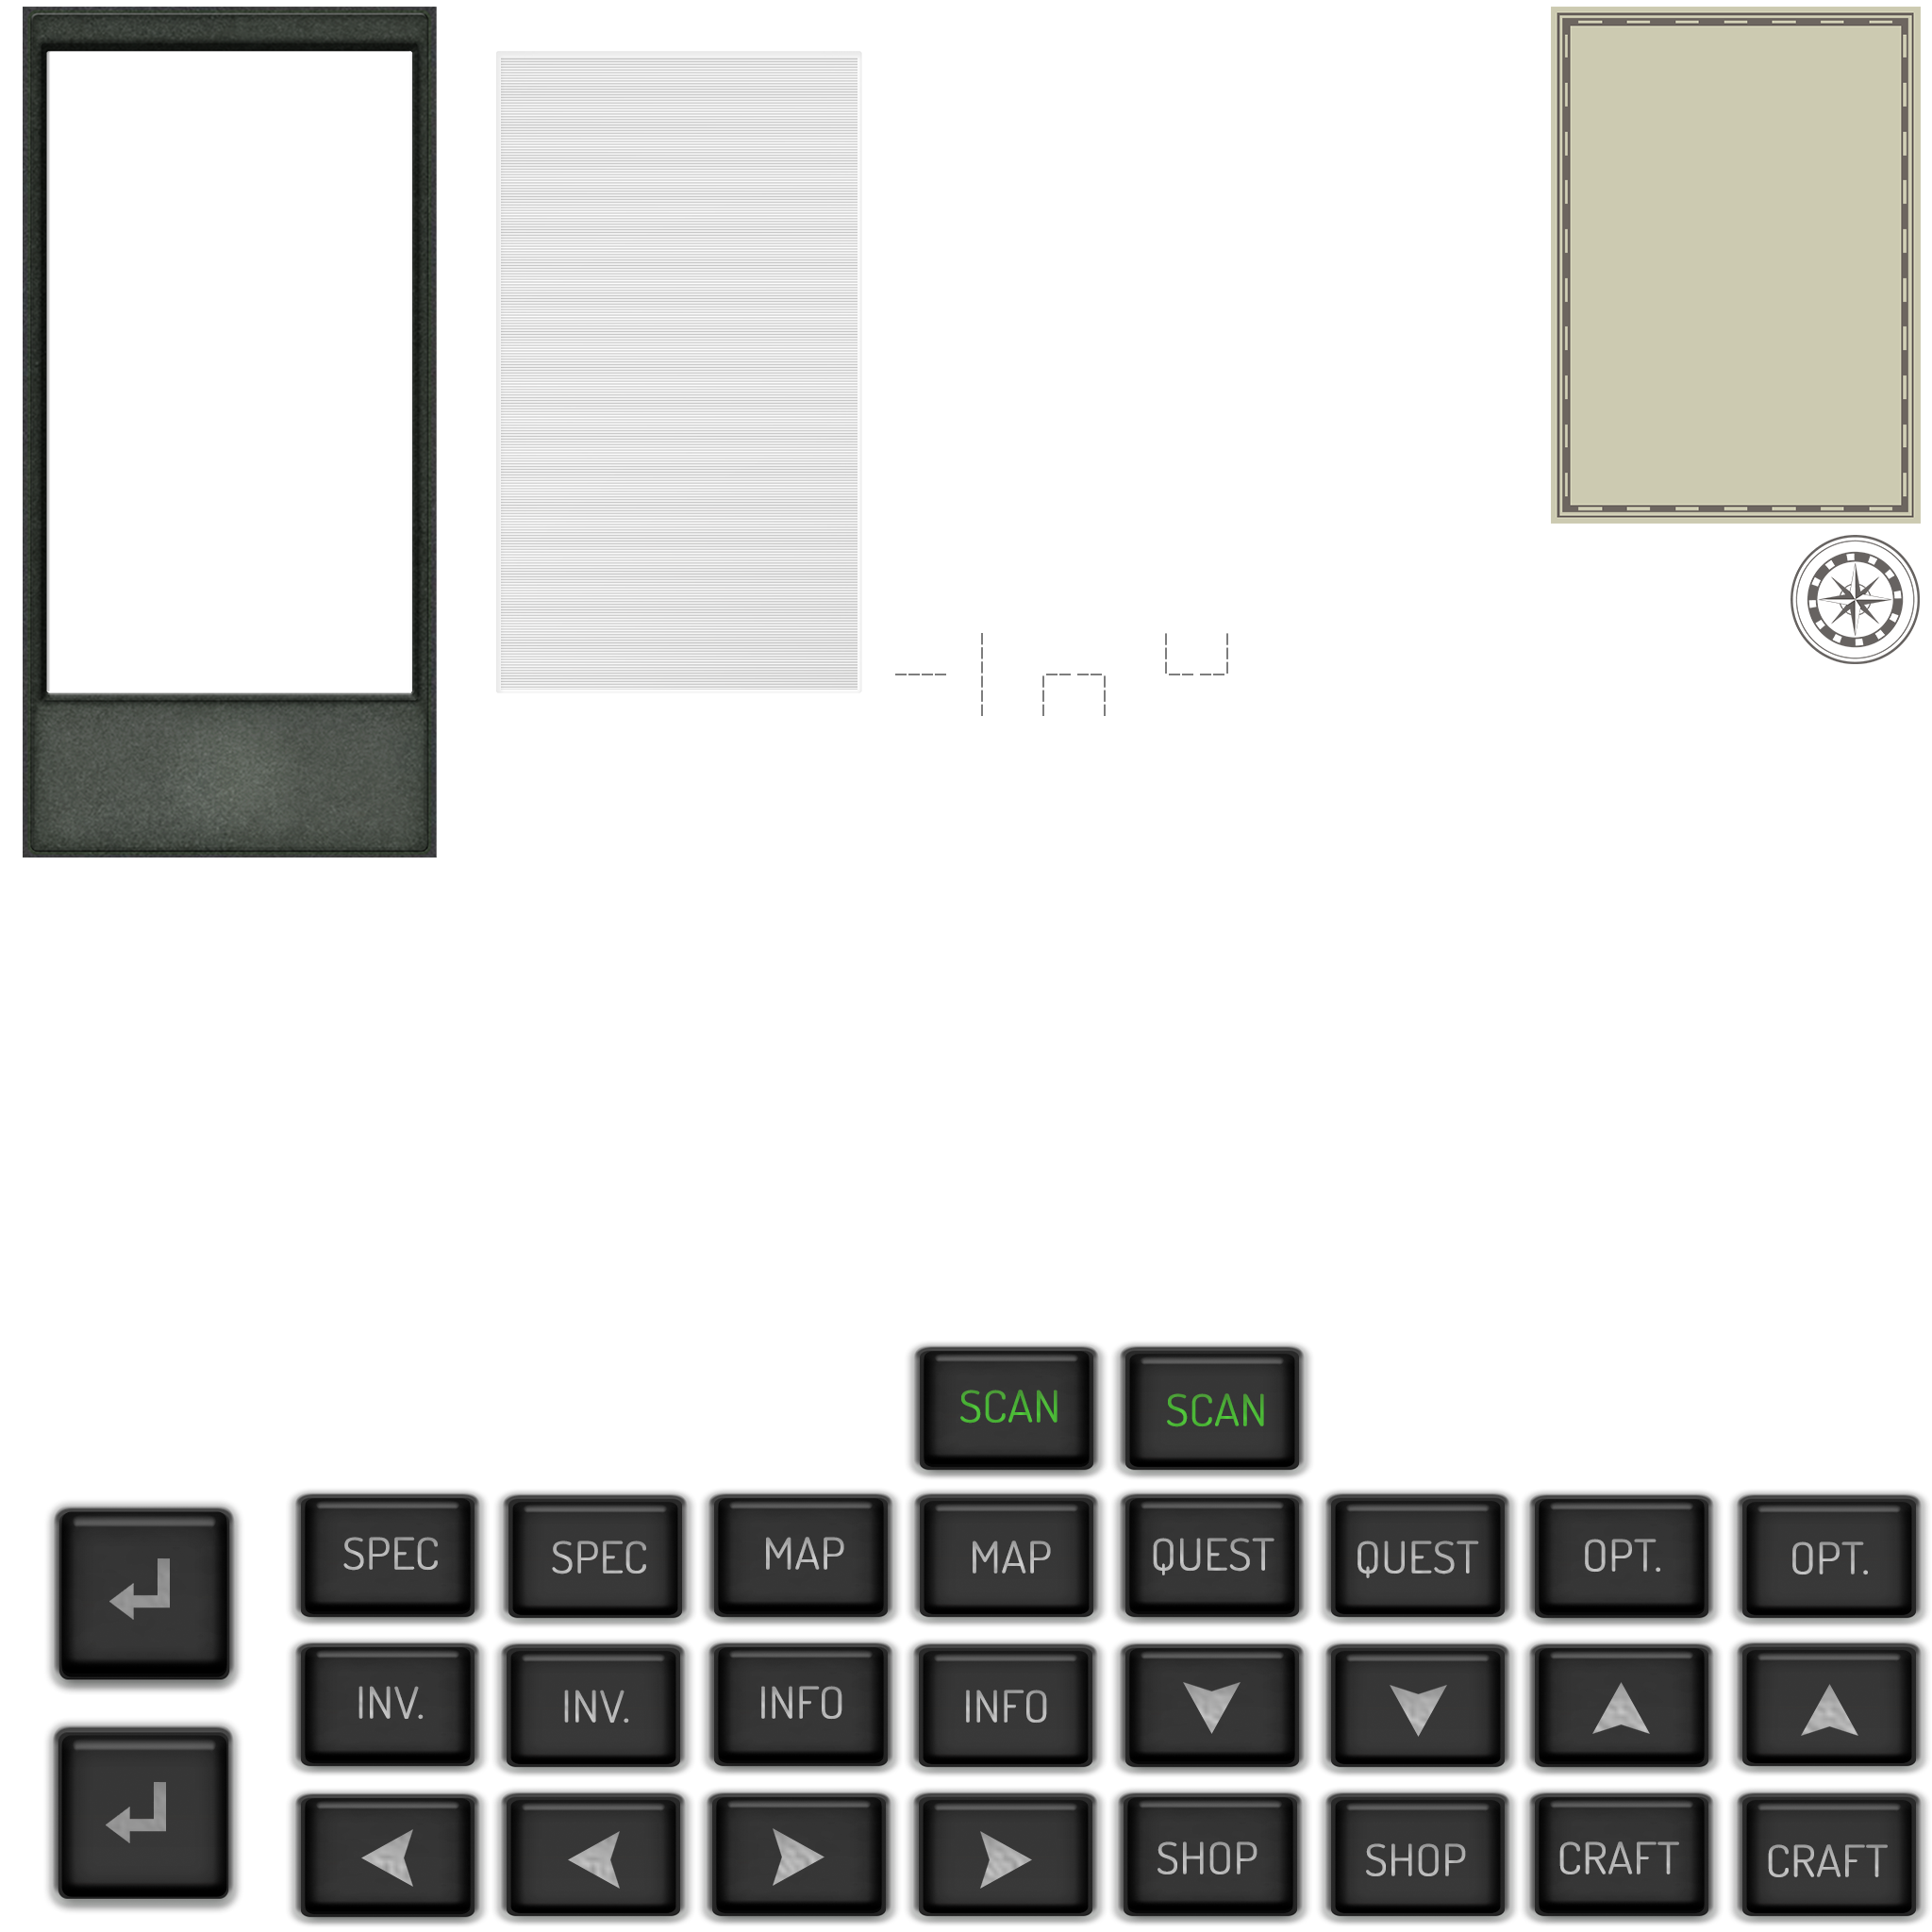 SCAN SCAN
SPEC SPEC MAP MAP QUEST QUEST OPT. OPT.
INV. INV. INFO INFO
SHOP SHOP CRAFT CRAFT